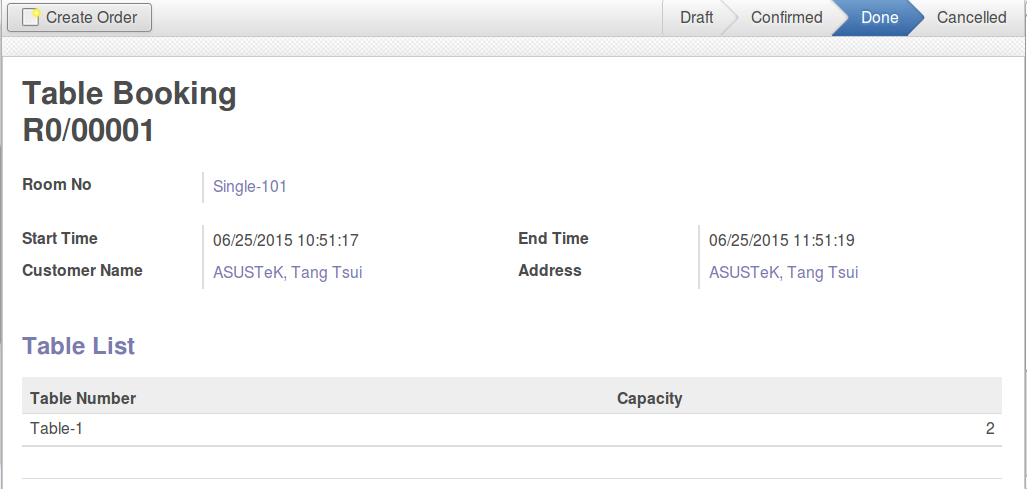 Create Order
Draft Confirmed Done Cancelled
Table Booking
R0/00001
Room No Single-101
Start Time 06/25/2015 10:51:17 End Time 06/25/2015 11:51:19
Customer Name ASUSTeK, Tang Tsui Address ASUSTeK, Tang Tsui
Table List
Table Number Capacity
Table-1 2